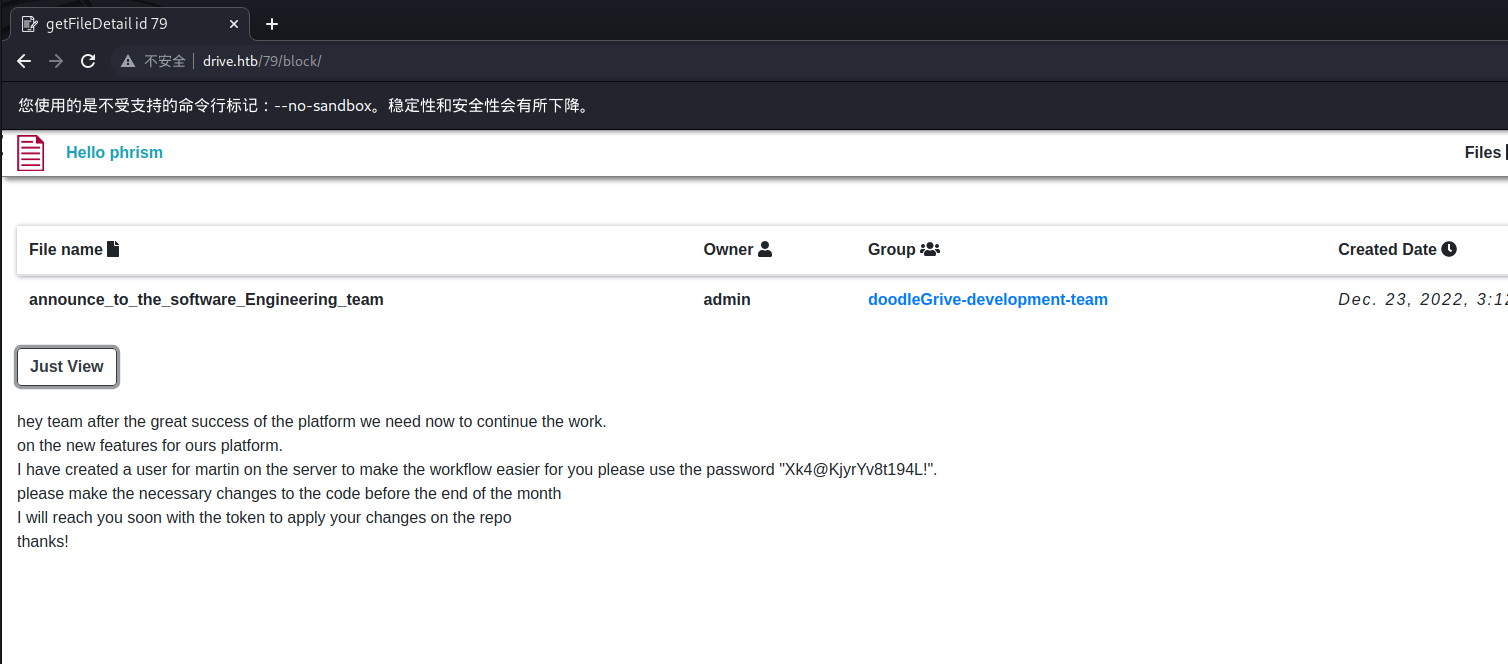 getFileDetail id 79
不安全 drive.htb/79/block/
您使用的是不受支持的命令行标记：--no-sandbox。稳定性和安全性会有所下降。
Hello phrism Files
File name Owner Group Created Date
announce_to_the_software_Engineering_team admin doodleGrive-development-team Dec. 23, 2022, 3:12
Just View
hey team after the great success of the platform we need now to continue the work.
on the new features for ours platform.
I have created a user for martin on the server to make the workflow easier for you please use the password "Xk4@KjyrYv8t194L!".
please make the necessary changes to the code before the end of the month
I will reach you soon with the token to apply your changes on the repo
thanks!